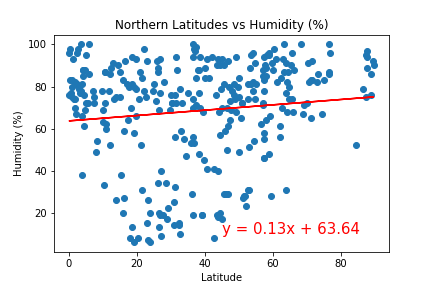 Northern Latitudes vs Humidity (%)
Humidity (%)
100
80
60
40
20
y = 0.13x + 63.64
0 20 40 60 80
Latitude